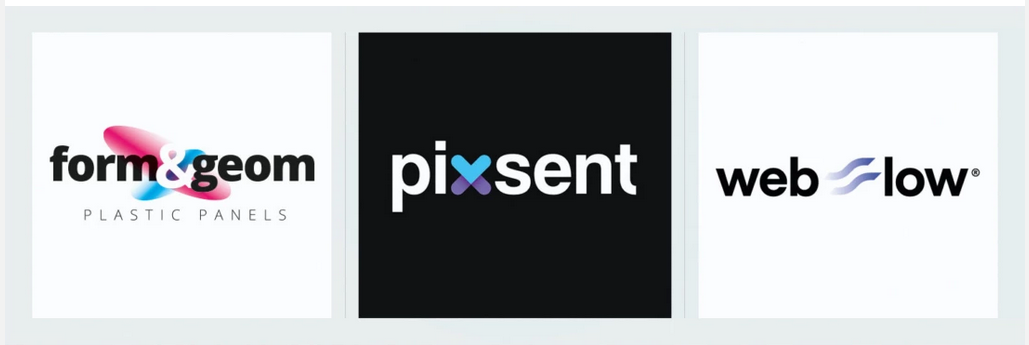 form&geom
PLASTIC PANELS
pixsent
web flow®